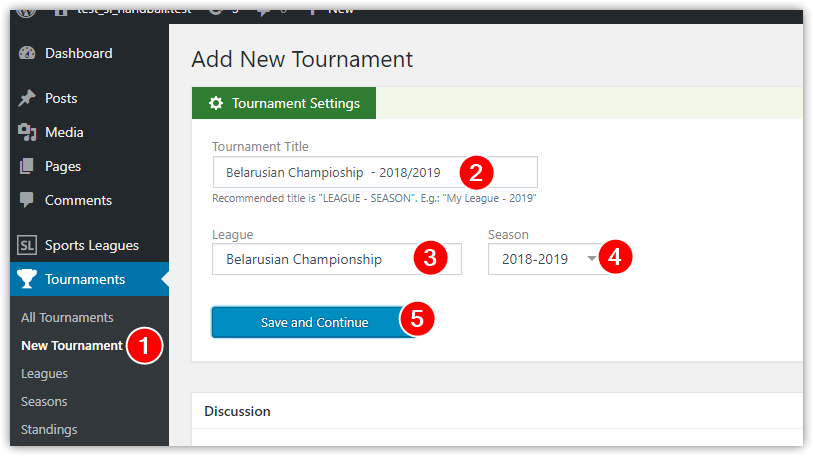 test_sl_handball.test 3 0 New
Dashboard
Posts
Media
Pages
Comments
SL Sports Leagues
Tournaments
All Tournaments
New Tournament 1
Leagues
Seasons
Standings
Add New Tournament
Tournament Settings
Tournament Title
Belarusian Champioship - 2018/2019 2
Recommended title is "LEAGUE - SEASON". E.g.: "My League - 2019"
League
Belarusian Championship 3
Season
2018-2019 4
Save and Continue 5
Discussion